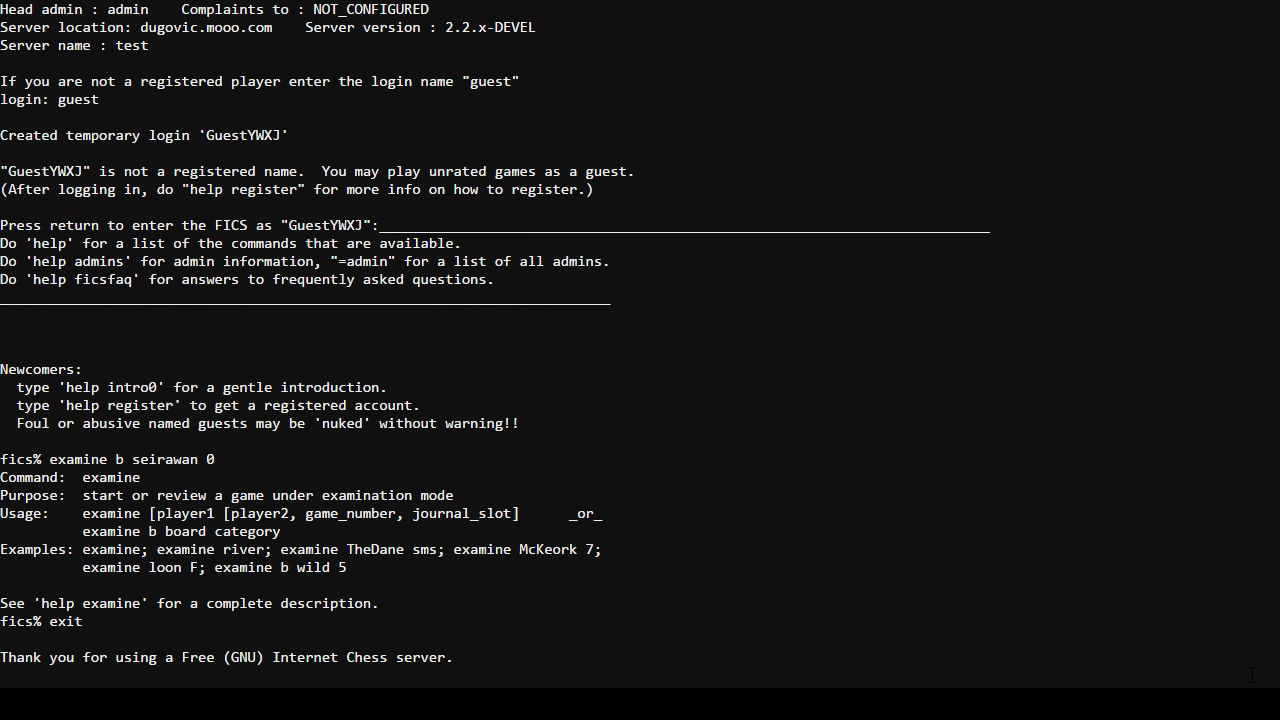 Head admin : admin    Complaints to : NOT_CONFIGURED
Server location: dugovic.mooo.com    Server version : 2.2.x-DEVEL
Server name : test
If you are not a registered player enter the login name "guest"
login: guest
Created temporary login 'GuestYWXJ'
"GuestYWXJ" is not a registered name.  You may play unrated games as a guest.
(After logging in, do "help register" for more info on how to register.)
Press return to enter the FICS as "GuestYWXJ":__________________________________________________________________________
Do 'help' for a list of the commands that are available.
Do 'help admins' for admin information, "=admin" for a list of all admins.
Do 'help ficsfaq' for answers to frequently asked questions.
__________________________________________________________________________
Newcomers:
  type 'help intro0' for a gentle introduction.
  type 'help register' to get a registered account.
  Foul or abusive named guests may be 'nuked' without warning!!
fics% examine b seirawan 0
Command:  examine
Purpose:  start or review a game under examination mode
Usage:    examine [player1 [player2, game_number, journal_slot]      _or_
          examine b board category
Examples: examine; examine river; examine TheDane sms; examine McKeork 7;
          examine loon F; examine b wild 5
See 'help examine' for a complete description.
fics% exit
Thank you for using a Free (GNU) Internet Chess server.